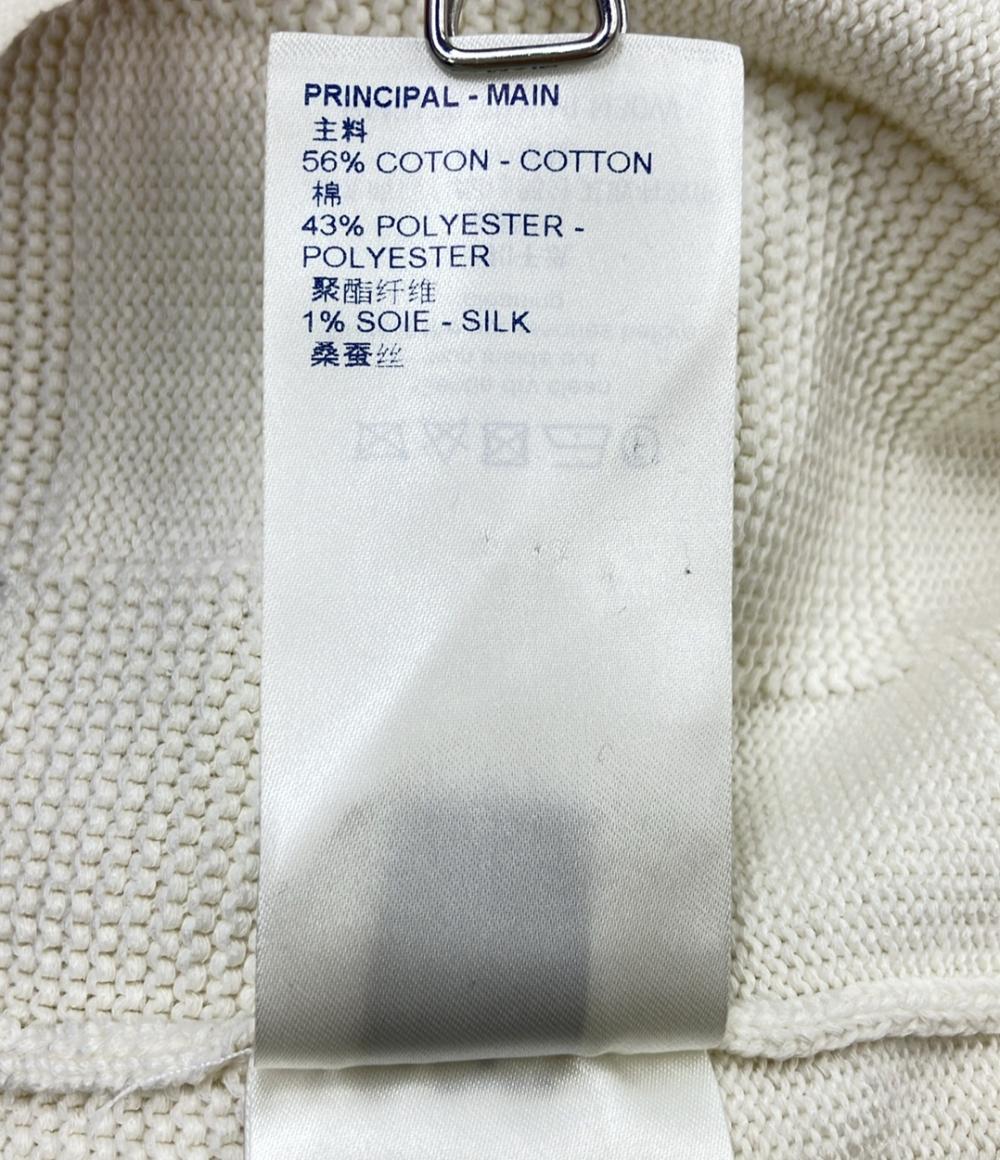 PRINCIPAL - MAIN
主料
56% COTON - COTTON
棉
43% POLYESTER -
POLYESTER
聚酯纤维
1% SOIE - SILK
桑蚕丝